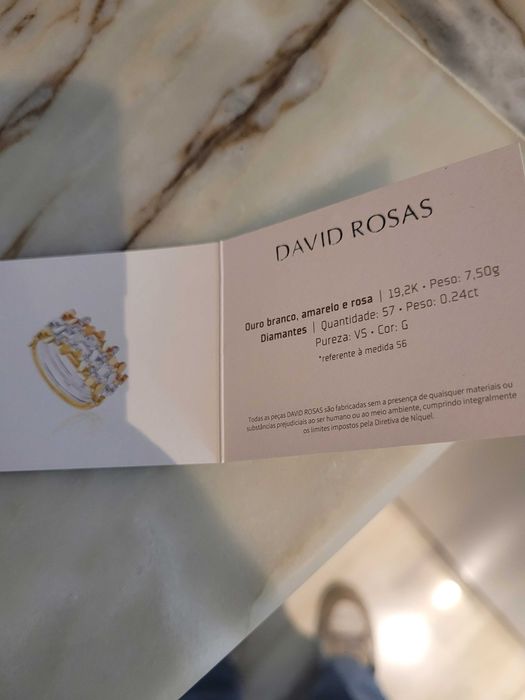 DAVID ROSAS
Ouro branco, amarelo e rosa | 19,2K • Peso: 7,50g
Diamantes | Quantidade: 57 • Peso: 0.24ct
Pureza: VS • Cor: G
*referente à medida 56
Todas as peças DAVID ROSAS são fabricadas sem a presença de quaisquer materiais ou
substâncias prejudiciais ao ser humano ou ao meio ambiente, cumprindo integralmente
os limites impostos pela Diretiva de Níquel.